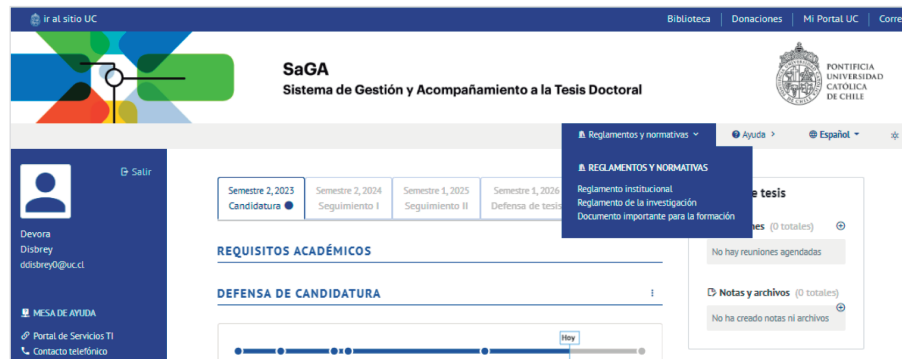 ir al sitio UC
Biblioteca Donaciones Mi Portal UC Corre
SaGA
Sistema de Gestión y Acompañamiento a la Tesis Doctoral
PONTIFICIA
UNIVERSIDAD
CATÓLICA
DE CHILE
Reglamentos y normativas
Ayuda
Español
REGLAMENTOS Y NORMATIVAS
Reglamento institucional
Reglamento de la investigación
Documento importante para la formación
Salir
Devora
Disbrey
ddisbrey0@uc.cl
MESA DE AYUDA
Portal de Servicios TI
Contacto telefónico
Semestre 2, 2023
Candidatura
Semestre 2, 2024
Seguimiento I
Semestre 1, 2025
Seguimiento II
Semestre 1, 2026
Defensa de tesis
REQUISITOS ACADÉMICOS
DEFENSA DE CANDIDATURA
Hoy
e tesis
nes (0 totales)
No hay reuniones agendadas
Notas y archivos (0 totales)
No ha creado notas ni archivos